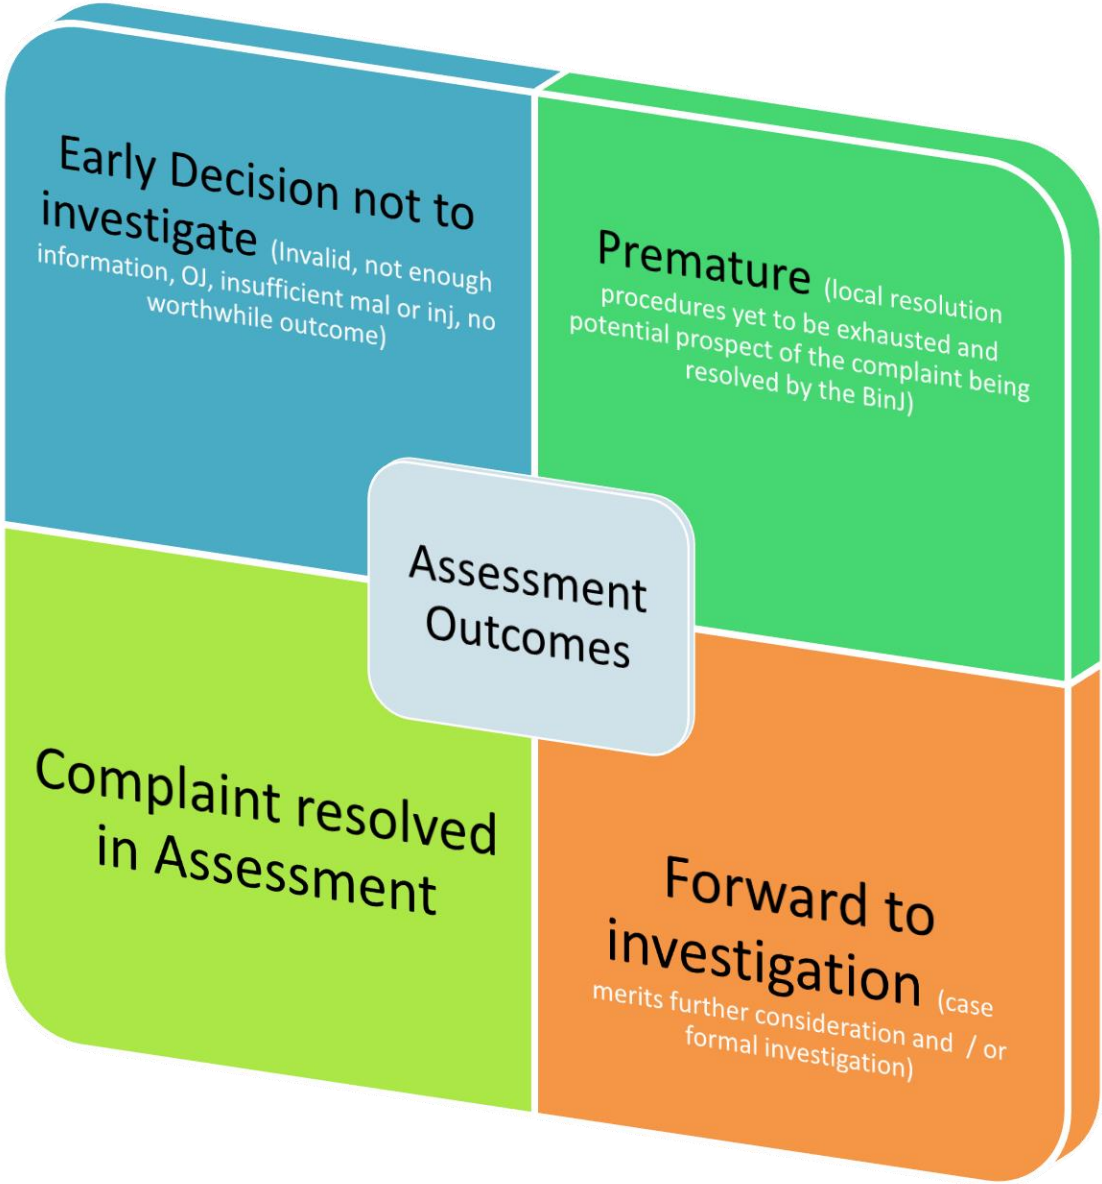 Early Decision not to
investigate (Invalid, not enough
information, OJ, insufficient mal or inj, no
worthwhile outcome)
Premature (local resolution
procedures yet to be exhausted and
potential prospect of the complaint being
resolved by the BinJ)
Assessment
Outcomes
Complaint resolved
in Assessment
Forward to
investigation (case
merits further consideration and / or
formal investigation)